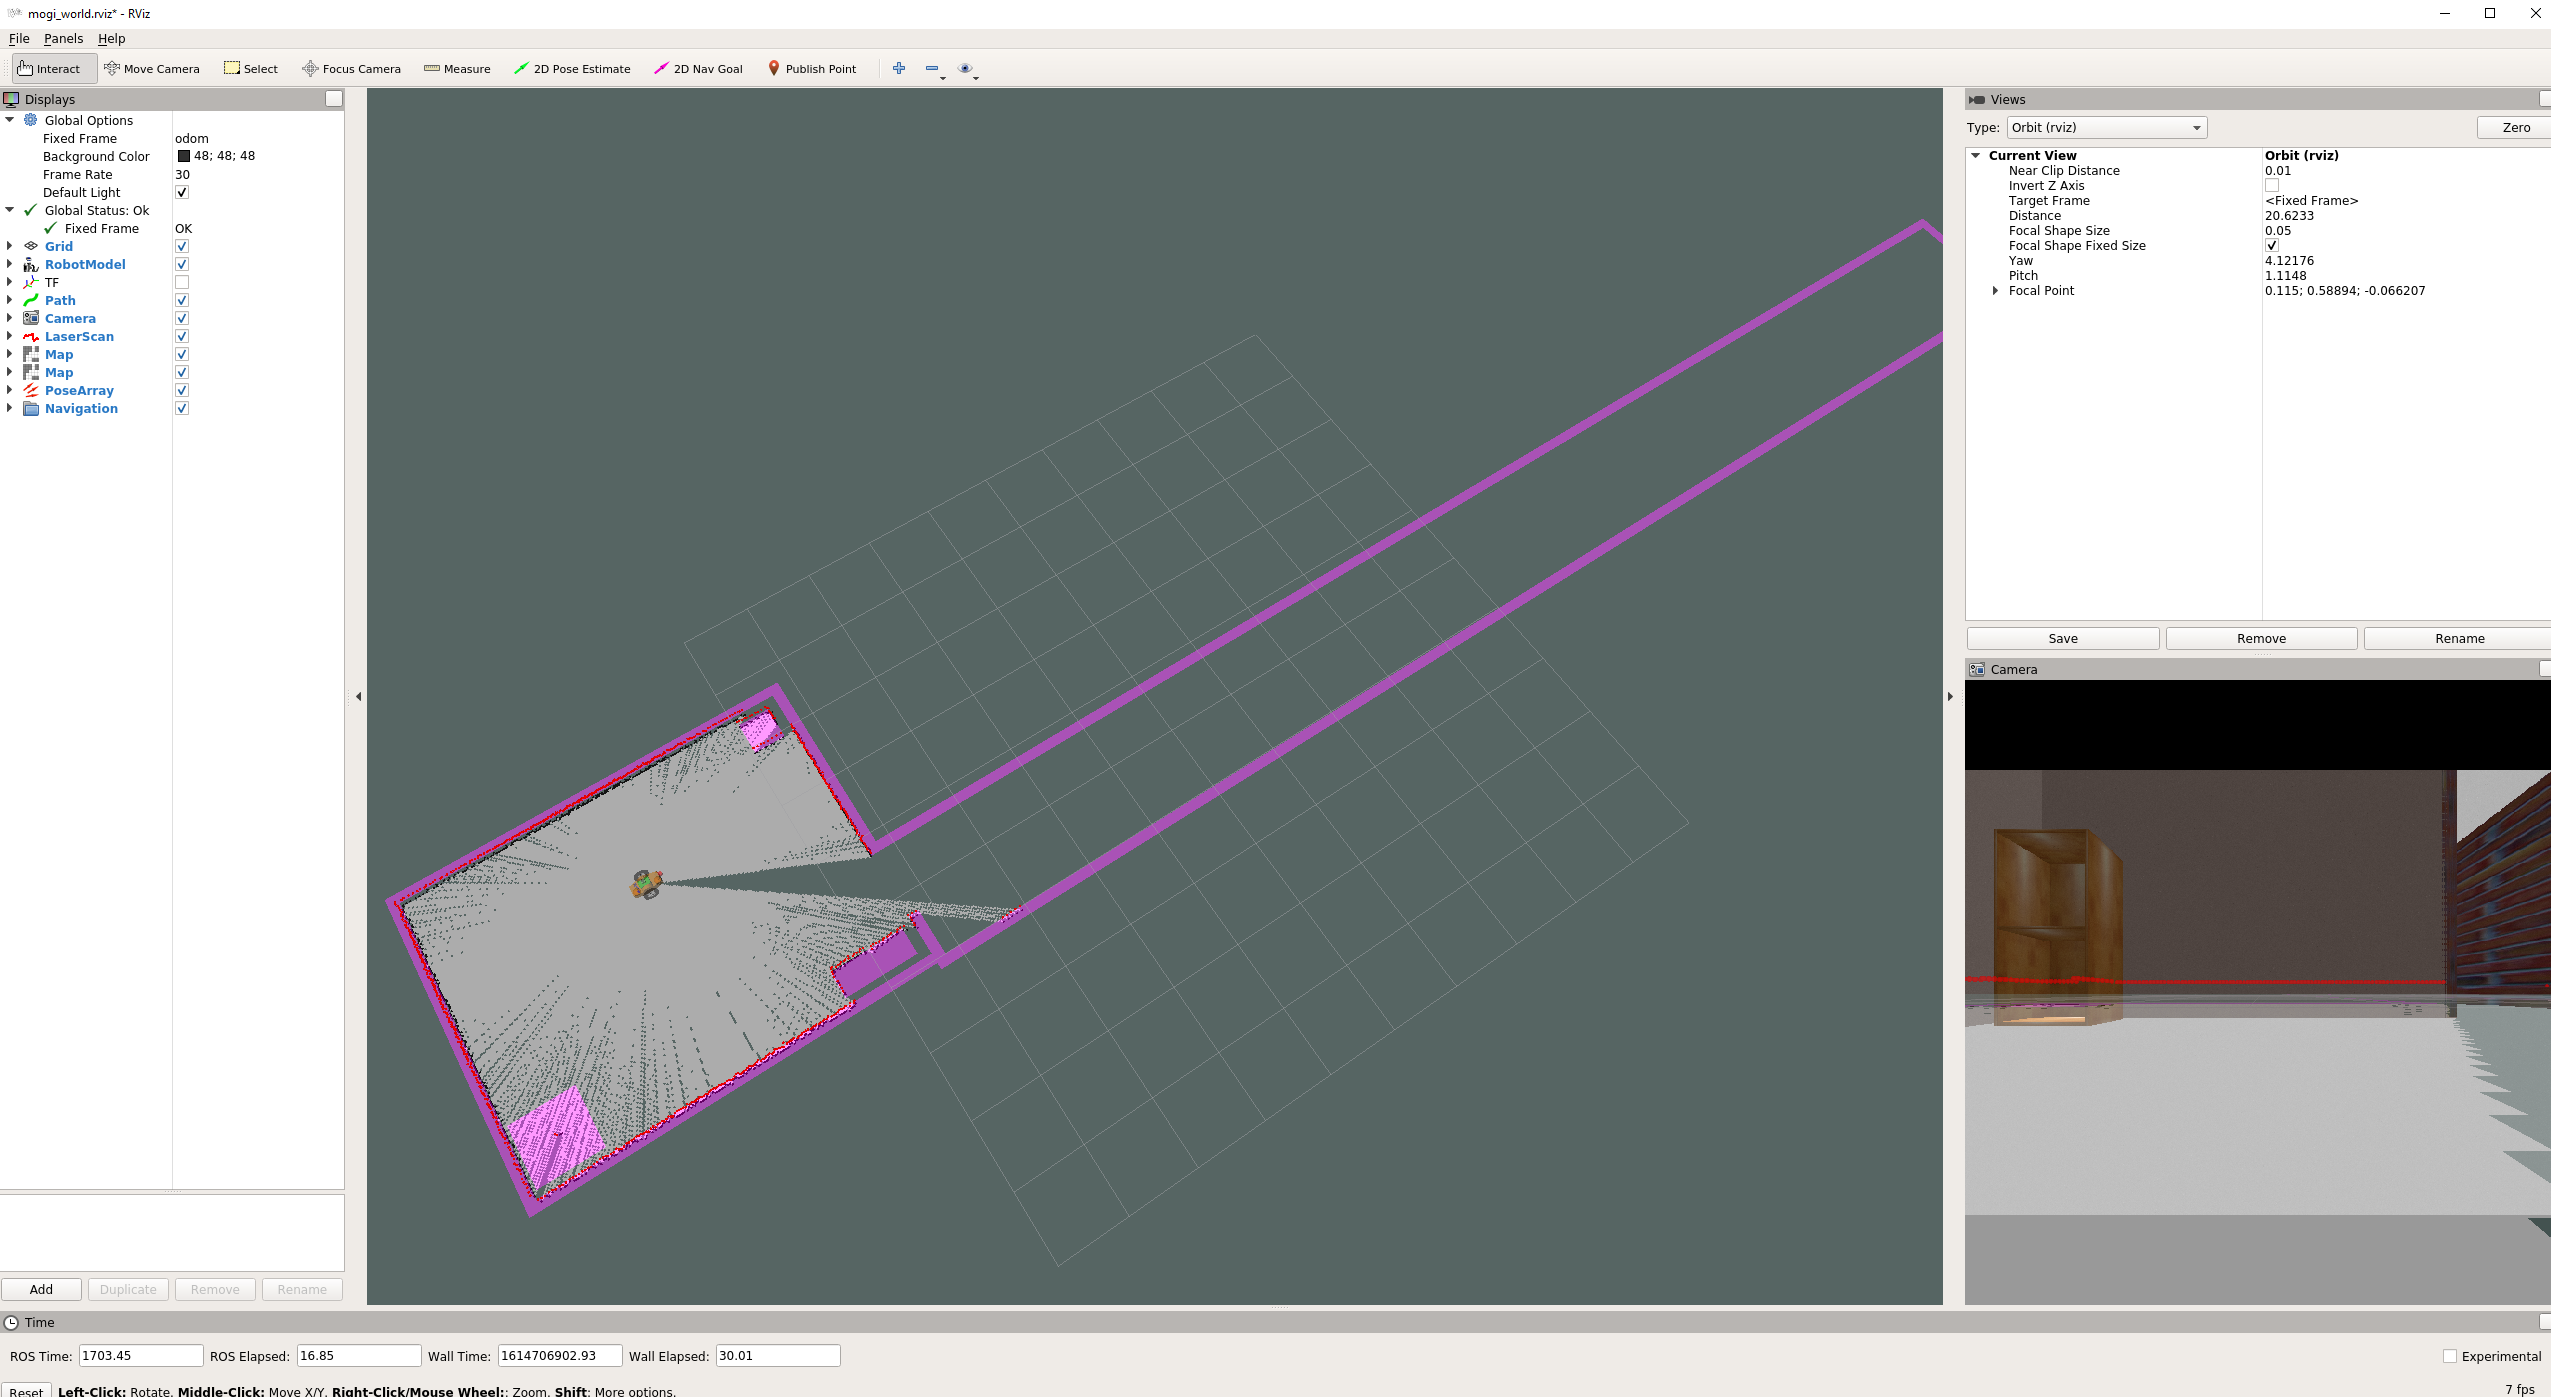 mogi_world.rviz* - RViz
File Panels Help
Interact Move Camera Select Focus Camera Measure 2D Pose Estimate 2D Nav Goal Publish Point
Displays
Global Options
Fixed Frame odom
Background Color 48; 48; 48
Frame Rate 30
Default Light
Global Status: Ok
Fixed Frame OK
Grid
RobotModel
TF
Path
Camera
LaserScan
Map
Map
PoseArray
Navigation
Add Duplicate Remove Rename
Views
Type: Orbit (rviz) Zero
Current View Orbit (rviz)
Near Clip Distance 0.01
Invert Z Axis
Target Frame <Fixed Frame>
Distance 20.6233
Focal Shape Size 0.05
Focal Shape Fixed Size
Yaw 4.12176
Pitch 1.1148
Focal Point 0.115; 0.58894; -0.066207
Save Remove Rename
Camera
Time
ROS Time: 1703.45 ROS Elapsed: 16.85 Wall Time: 1614706902.93 Wall Elapsed: 30.01 Experimental
Reset Left-Click: Rotate. Middle-Click: Move X/Y. Right-Click/Mouse Wheel:: Zoom. Shift: More options. 7 fps